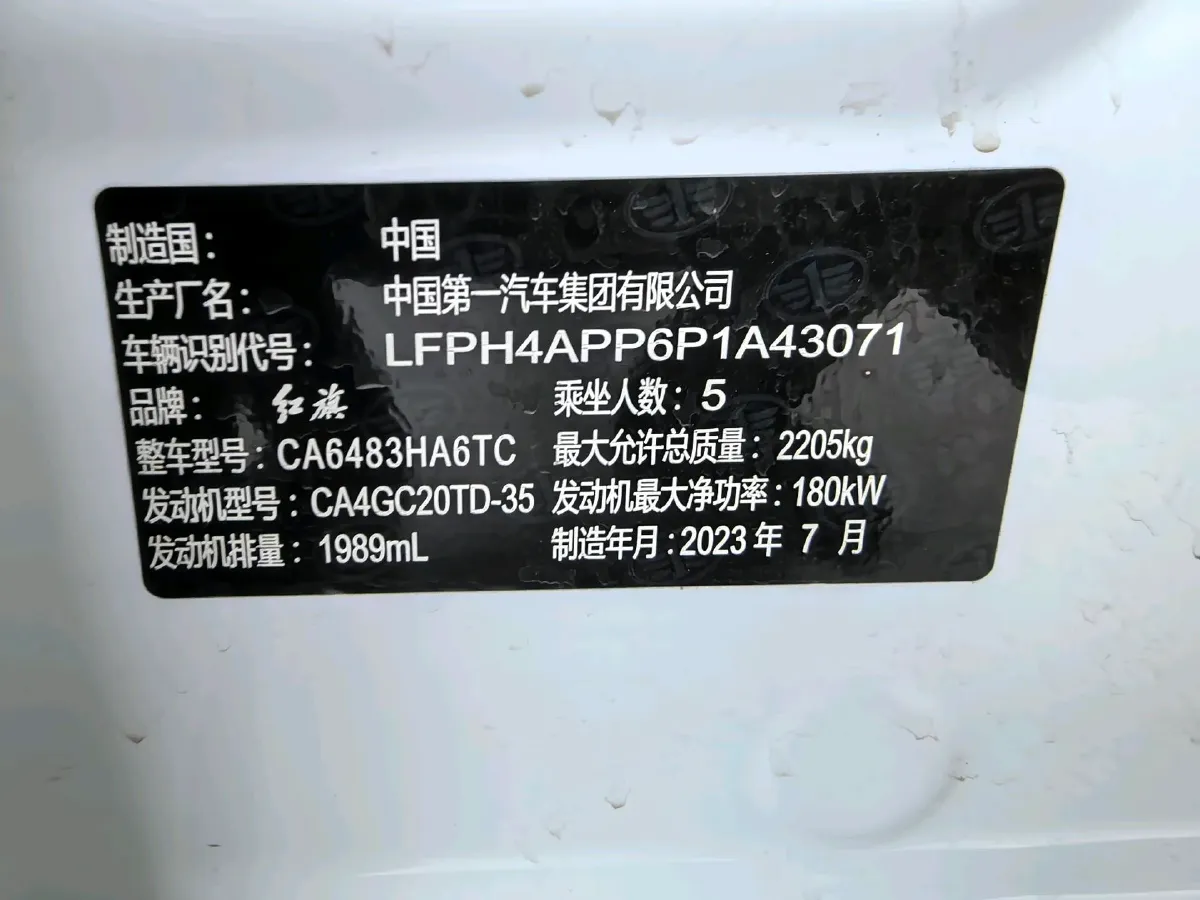 制造国： 中国
生产厂名： 中国第一汽车集团有限公司
车辆识别代号： LFPH4APP6P1A43071
品牌： 红旗 乘坐人数：5
整车型号：CA6483HA6TC 最大允许总质量：2205kg
发动机型号：CA4GC20TD-35 发动机最大净功率：180kW
发动机排量：1989mL 制造年月：2023年 7 月